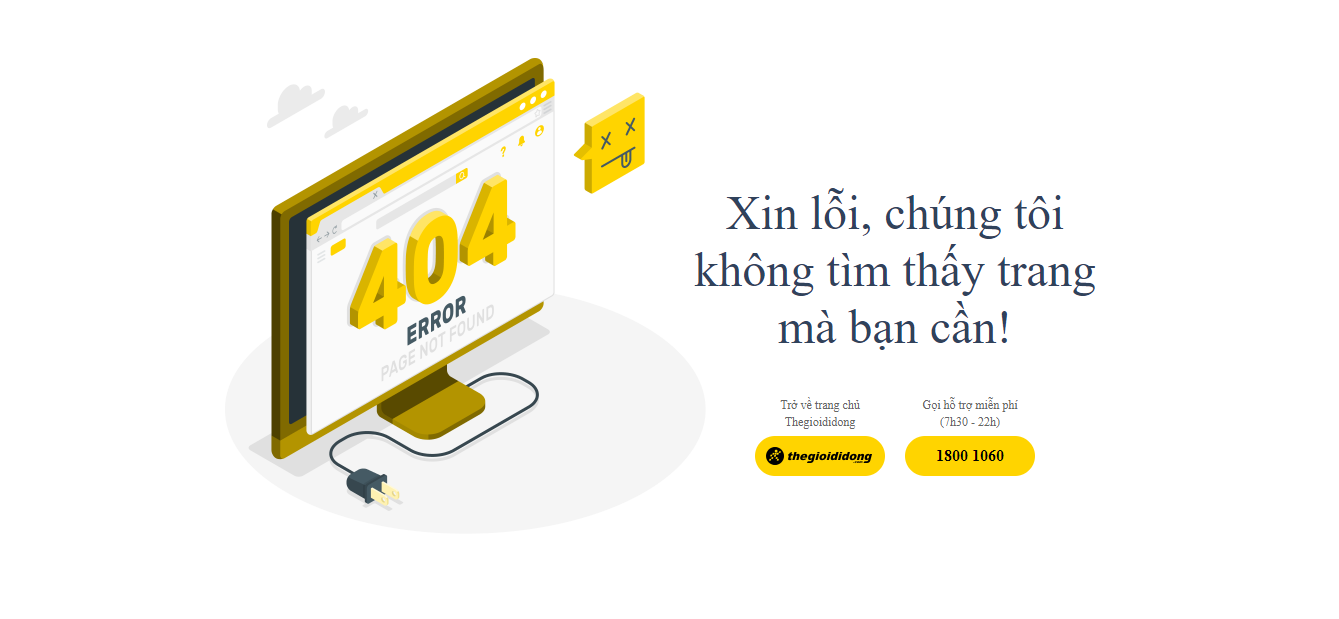 404
ERROR
PAGE NOT FOUND
Xin lỗi, chúng tôi
không tìm thấy trang
mà bạn cần!
Trở về trang chủ
Thegioididong
thegioididong
.com
Gọi hỗ trợ miễn phí
(7h30 - 22h)
1800 1060